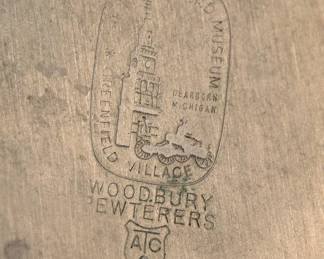 D MUSEUM
DEARBORN
MICHIGAN
GREENFIELD VILLAGE
WOODBURY
PEWTERERS
ATC